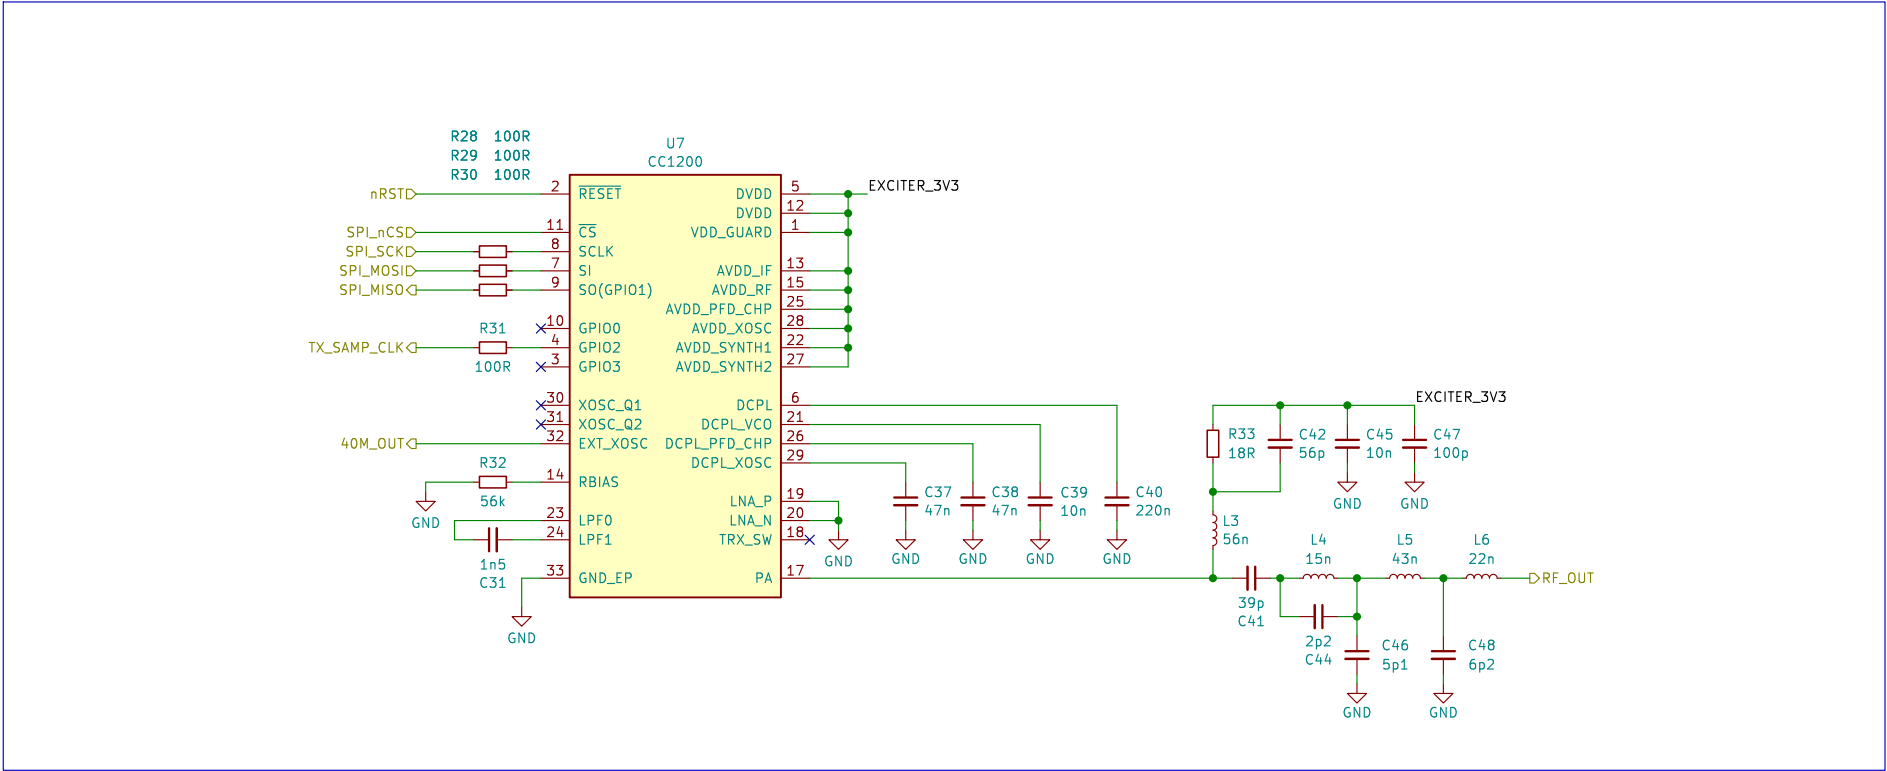 R28 100R
R29 100R
R30 100R
U7
CC1200
nRST
2
RESET
SPI_nCS
11
CS
SPI_SCK
8
SCLK
SPI_MOSI
7
SI
SPI_MISO
9
SO(GPIO1)
10
GPIO0
R31
TX_SAMP_CLK
4
GPIO2
100R
3
GPIO3
30
XOSC_Q1
31
XOSC_Q2
40M_OUT
32
EXT_XOSC
R32
14
RBIAS
56k
GND
23
LPF0
24
LPF1
1n5
C31
33
GND_EP
GND
DVDD
5
EXCITER_3V3
DVDD
12
VDD_GUARD
1
AVDD_IF
13
AVDD_RF
15
AVDD_PFD_CHP
25
AVDD_XOSC
28
AVDD_SYNTH1
22
AVDD_SYNTH2
27
DCPL
6
DCPL_VCO
21
DCPL_PFD_CHP
26
DCPL_XOSC
29
LNA_P
19
LNA_N
20
TRX_SW
18
PA
17
GND
C37
47n
GND
C38
47n
GND
C39
10n
GND
C40
220n
GND
EXCITER_3V3
R33
18R
C42
56p
C45
10n
GND
C47
100p
GND
L3
56n
39p
C41
L4
15n
2p2
C44
L5
43n
L6
22n
RF_OUT
C46
5p1
GND
C48
6p2
GND